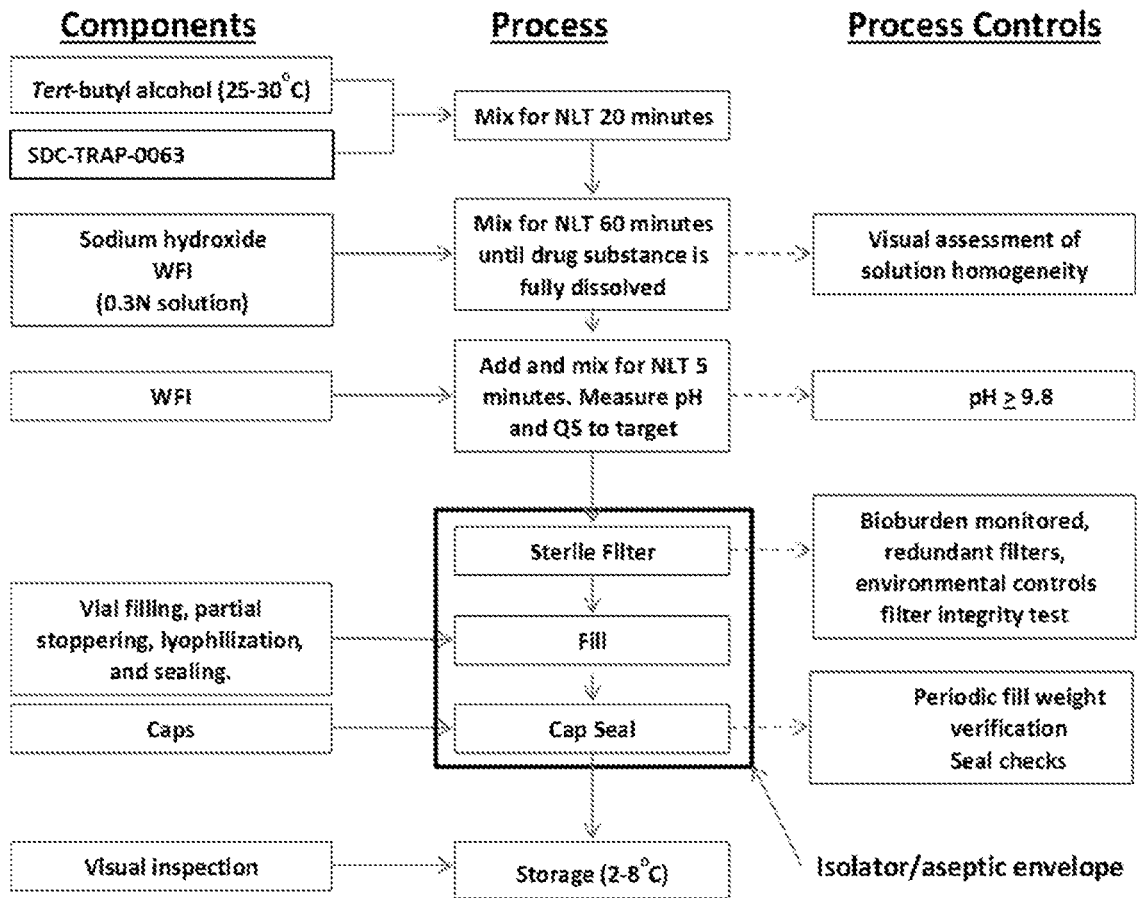 Components
Process
Process Controls
Tert-butyl alcohol (25-30°C)
SDC-TRAP-0063
Mix for NLT 20 minutes
Sodium hydroxide
WFI
(0.3N solution)
Mix for NLT 60 minutes
until drug substance is
fully dissolved
Visual assessment of
solution homogeneity
WFI
Add and mix for NLT 5
minutes. Measure pH
and QS to target
pH ≥ 9.8
Sterile Filter
Bioburden monitored,
redundant filters,
environmental controls
filter integrity test
Vial filling, partial
stoppering, lyophilization,
and sealing.
Fill
Caps
Cap Seal
Periodic fill weight
verification
Seal checks
Visual inspection
Storage (2-8°C)
Isolator/aseptic envelope